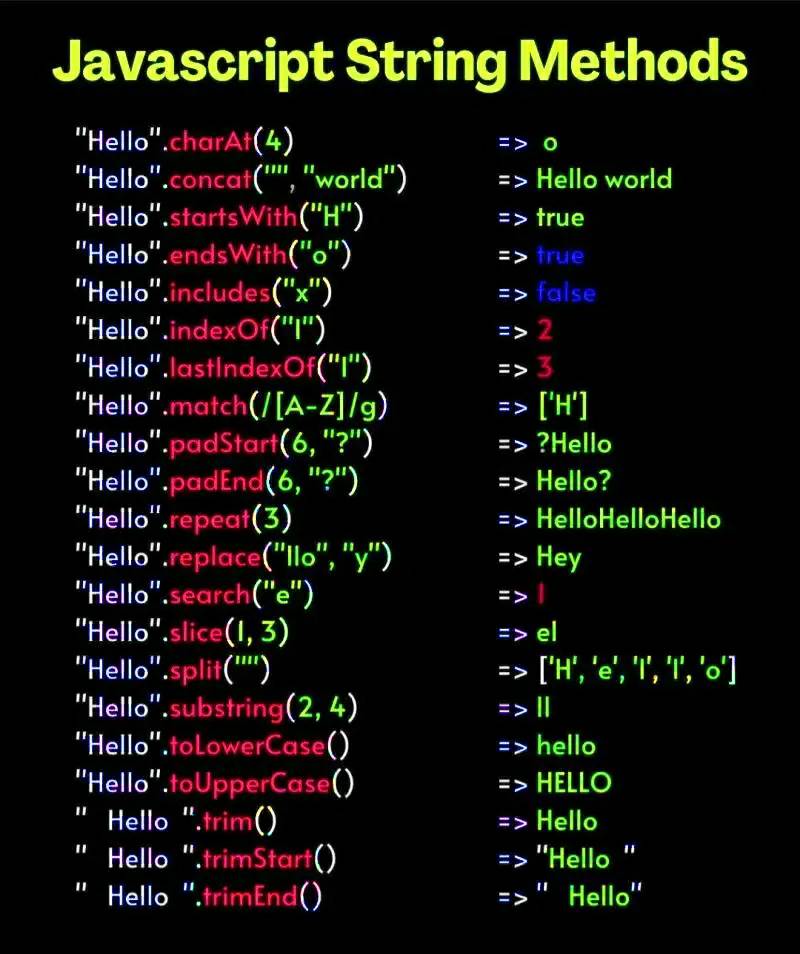 Javascript String Methods
"Hello".charAt(4) => o
"Hello".concat("", "world") => Hello world
"Hello".startsWith("H") => true
"Hello".endsWith("o") => true
"Hello".includes("x") => false
"Hello".indexOf("l") => 2
"Hello".lastIndexOf("l") => 3
"Hello".match(/[A-Z]/g) => ['H']
"Hello".padStart(6, "?") => ?Hello
"Hello".padEnd(6, "?") => Hello?
"Hello".repeat(3) => HelloHelloHello
"Hello".replace("llo", "y") => Hey
"Hello".search("e") => 1
"Hello".slice(1, 3) => el
"Hello".split("") => ['H', 'e', 'l', 'l', 'o']
"Hello".substring(2, 4) => ll
"Hello".toLowerCase() => hello
"Hello".toUpperCase() => HELLO
"  Hello  ".trim() => Hello
"  Hello  ".trimStart() => "Hello  "
"  Hello  ".trimEnd() => "  Hello"